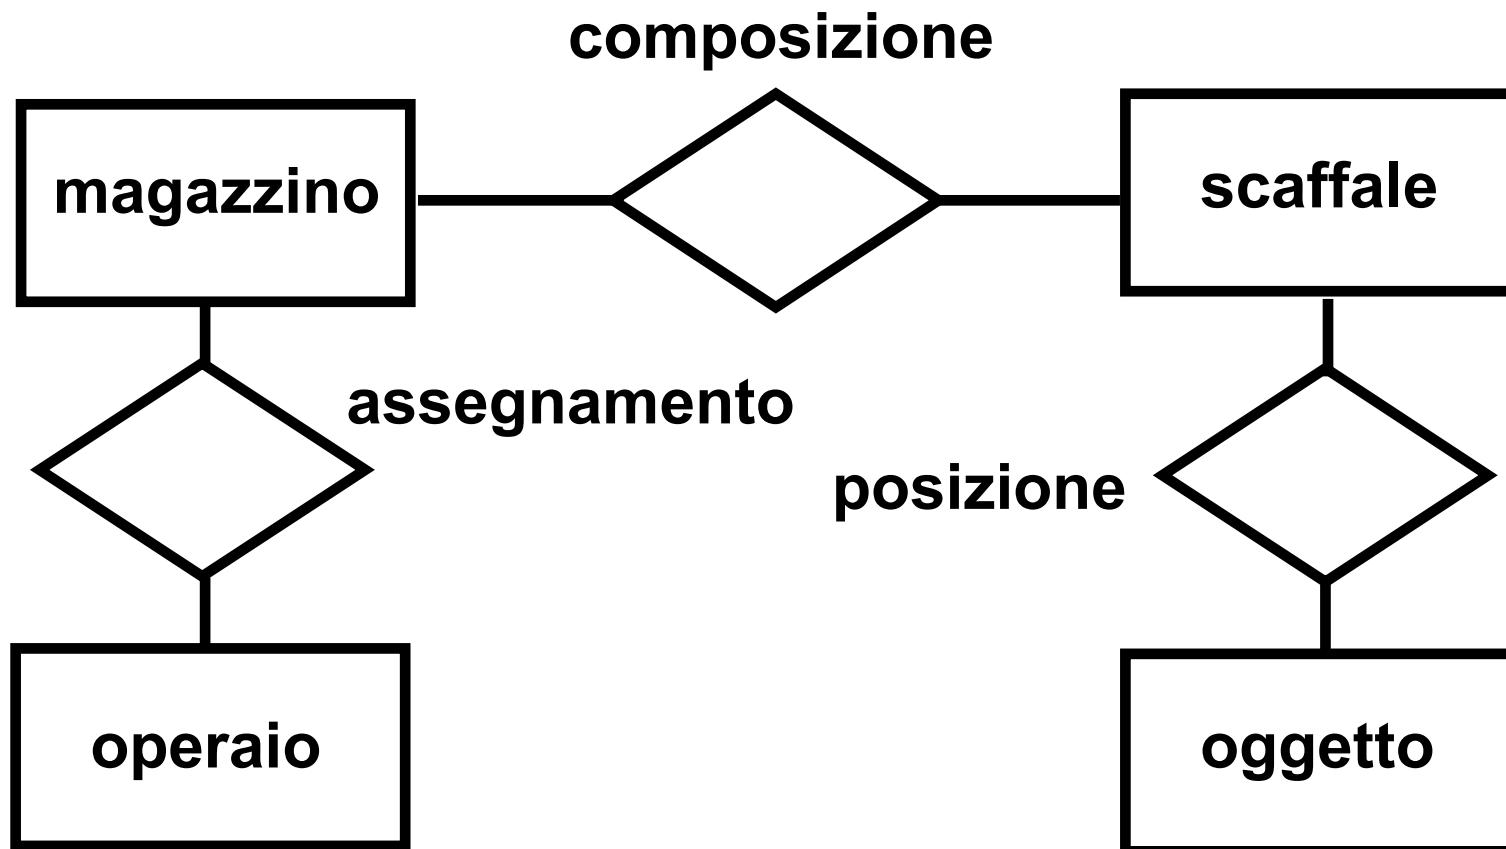 composizione
magazzino
scaffale
assegnamento
posizione
operaio
oggetto